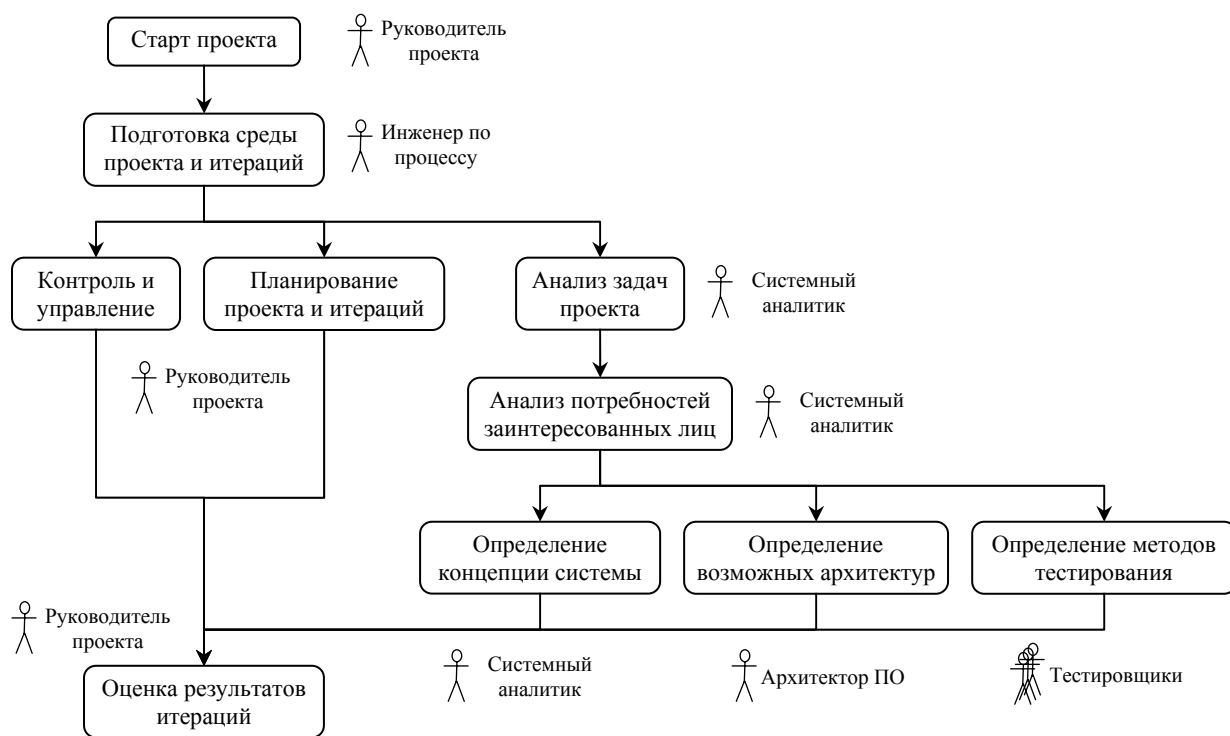 Старт проекта
Руководитель
проекта
Подготовка среды
проекта и итераций
Инженер по
процессу
Контроль и
управление
Планирование
проекта и итераций
Анализ задач
проекта
Системный
аналитик
Руководитель
проекта
Анализ потребностей
заинтересованных лиц
Системный
аналитик
Определение
концепции системы
Определение
возможных архитектур
Определение методов
тестирования
Руководитель
проекта
Оценка результатов
итераций
Системный
аналитик
Архитектор ПО
Тестировщики